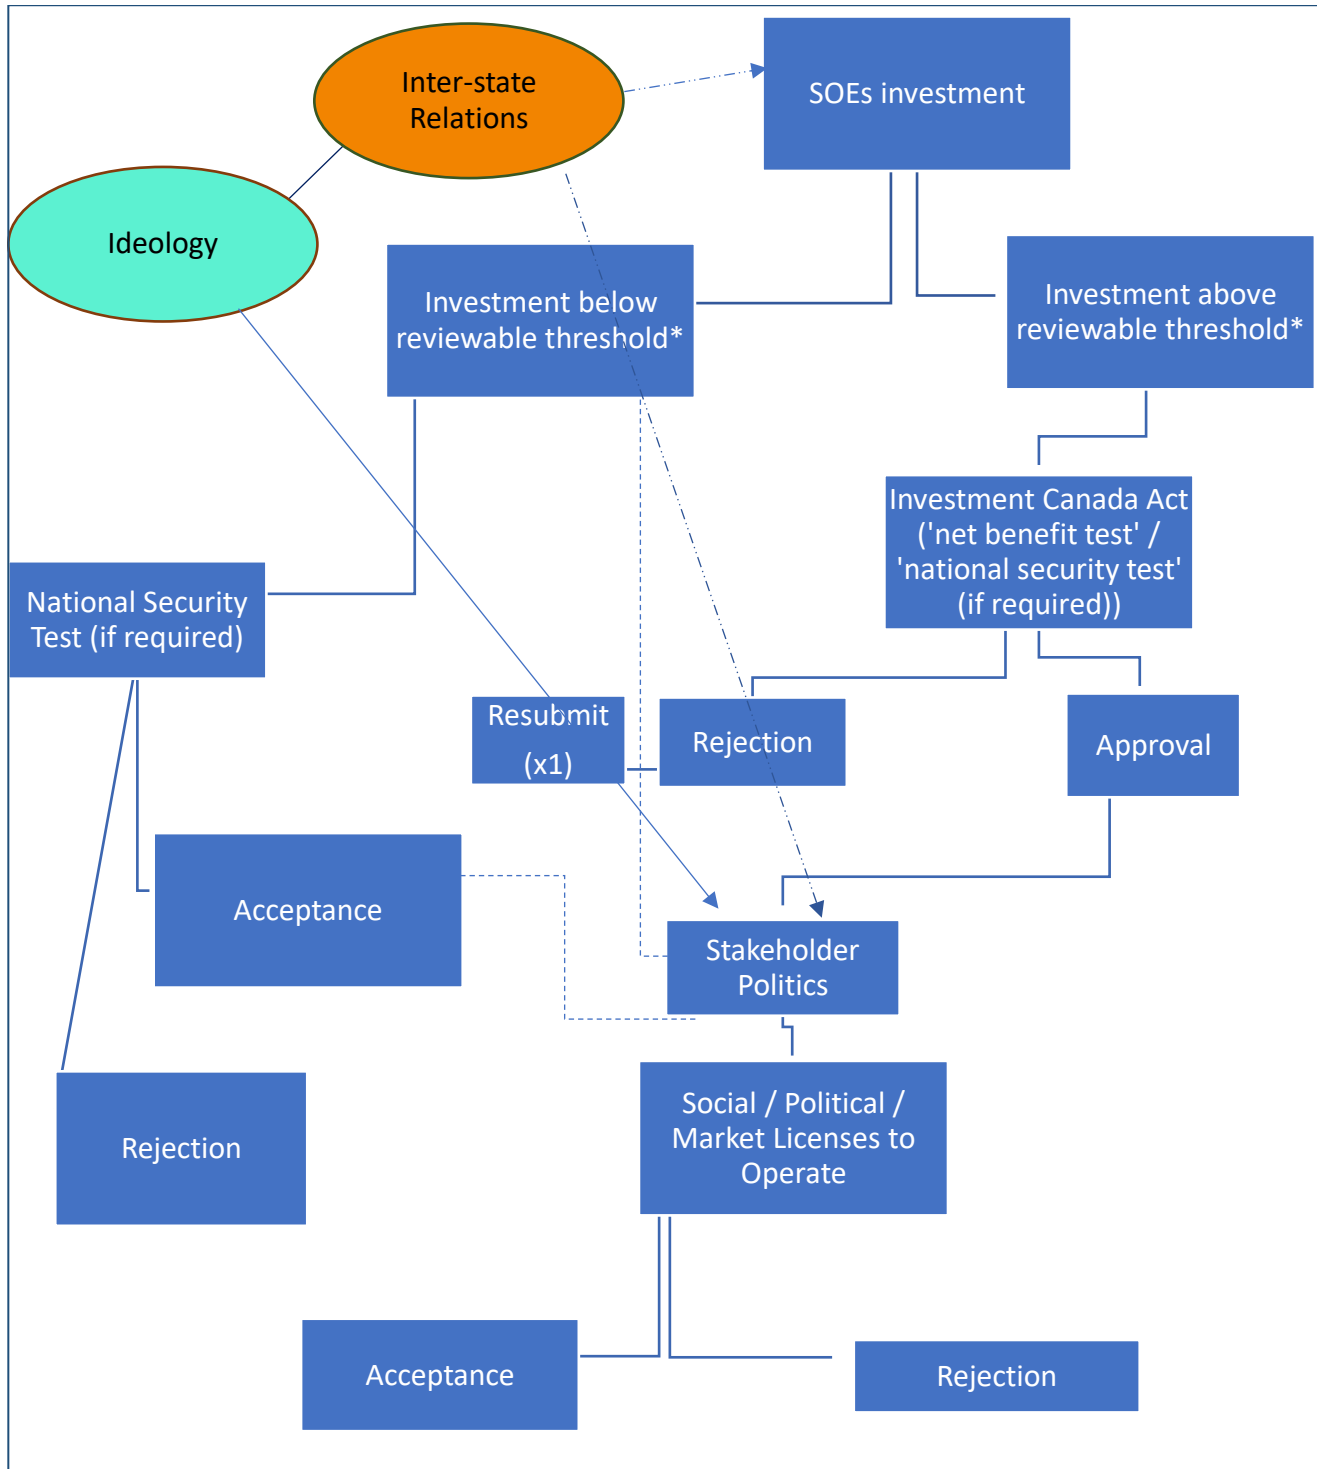 Inter-state
Relations
SOEs investment
Ideology
Investment below
reviewable threshold*
Investment above
reviewable threshold*
Investment Canada Act
('net benefit test' /
'national security test'
(if required))
National Security
Test (if required)
Resubmit
(x1)
Rejection
Approval
Acceptance
Stakeholder
Politics
Rejection
Social / Political /
Market Licenses to
Operate
Acceptance
Rejection